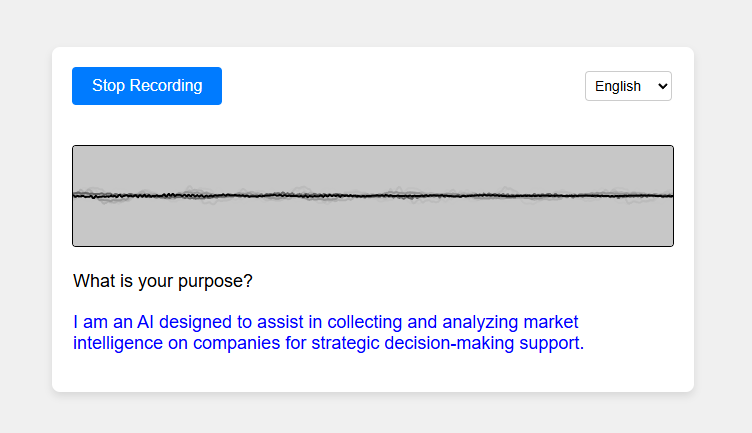 Stop Recording
English
What is your purpose?
I am an AI designed to assist in collecting and analyzing market
intelligence on companies for strategic decision-making support.